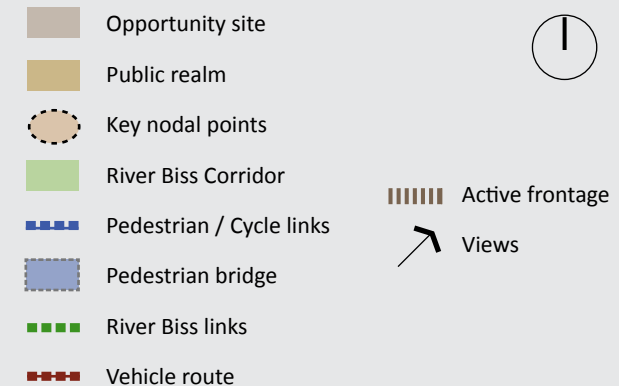 Opportunity site
Public realm
Key nodal points
River Biss Corridor
Pedestrian / Cycle links
Pedestrian bridge
River Biss links
Vehicle route
Active frontage
Views